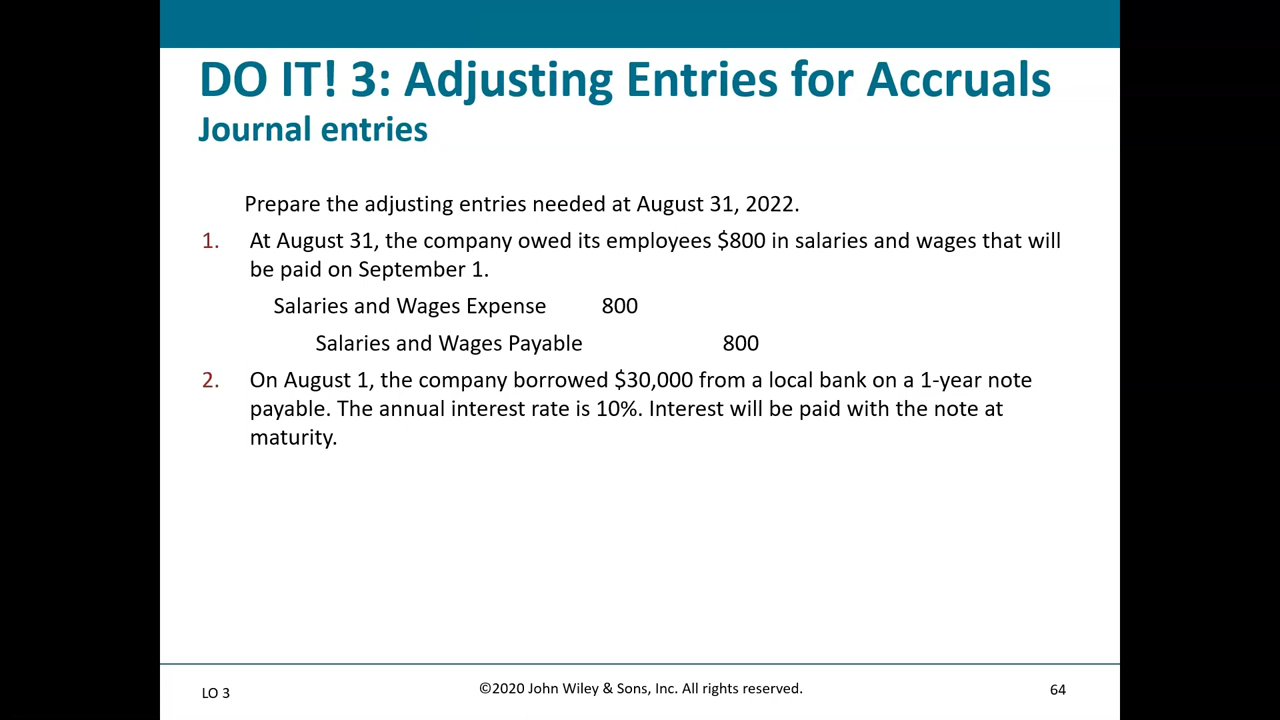 DO IT! 3: Adjusting Entries for Accruals
Journal entries
Prepare the adjusting entries needed at August 31, 2022.
1. At August 31, the company owed its employees $800 in salaries and wages that will
be paid on September 1.
Salaries and Wages Expense 800
Salaries and Wages Payable 800
2. On August 1, the company borrowed $30,000 from a local bank on a 1-year note
payable. The annual interest rate is 10%. Interest will be paid with the note at
maturity.
LO 3 ©2020 John Wiley & Sons, Inc. All rights reserved. 64